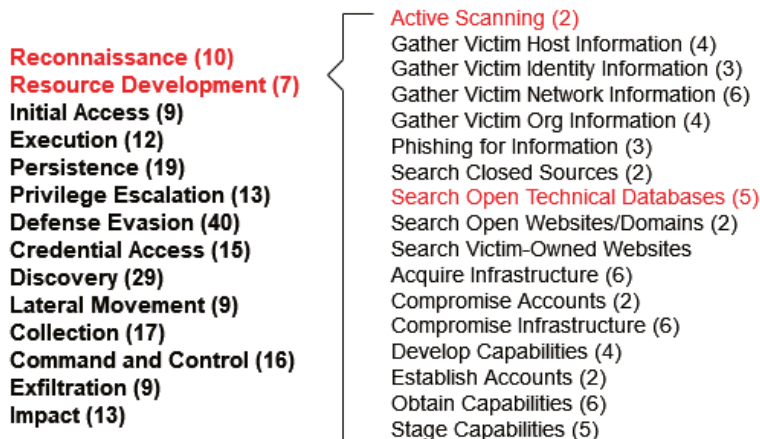 Reconnaissance (10)
Resource Development (7)
Initial Access (9)
Execution (12)
Persistence (19)
Privilege Escalation (13)
Defense Evasion (40)
Credential Access (15)
Discovery (29)
Lateral Movement (9)
Collection (17)
Command and Control (16)
Exfiltration (9)
Impact (13)
Active Scanning (2)
Gather Victim Host Information (4)
Gather Victim Identity Information (3)
Gather Victim Network Information (6)
Gather Victim Org Information (4)
Phishing for Information (3)
Search Closed Sources (2)
Search Open Technical Databases (5)
Search Open Websites/Domains (2)
Search Victim-Owned Websites
Acquire Infrastructure (6)
Compromise Accounts (2)
Compromise Infrastructure (6)
Develop Capabilities (4)
Establish Accounts (2)
Obtain Capabilities (6)
Stage Capabilities (5)